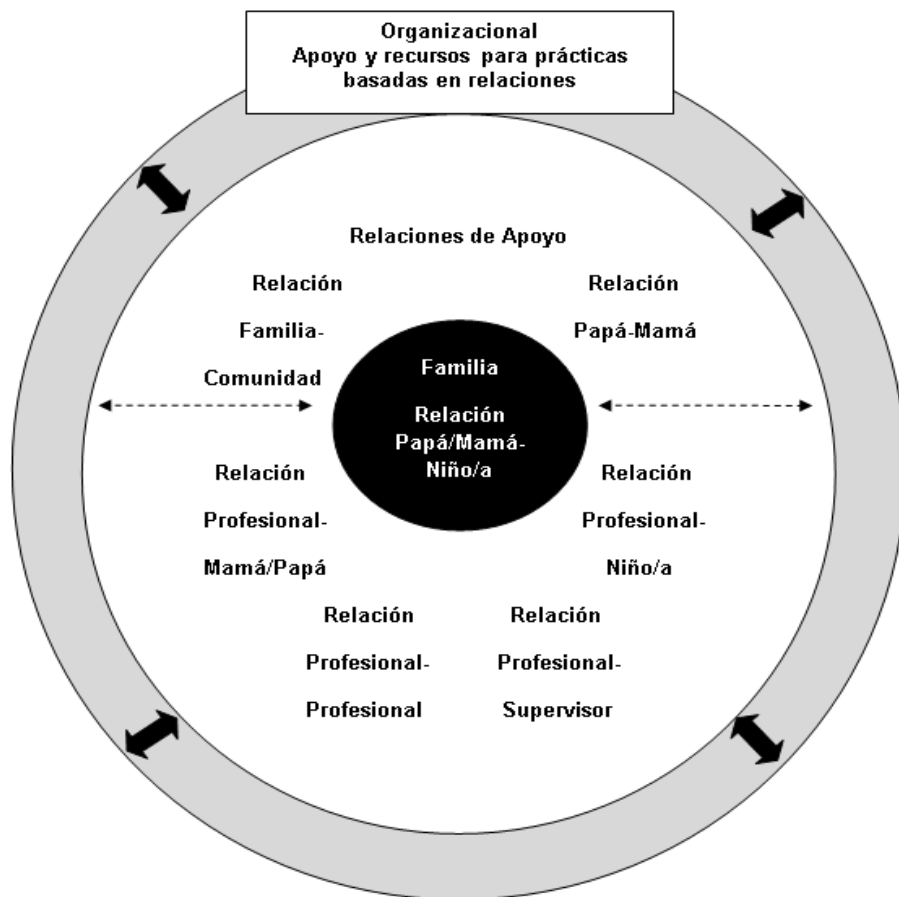 Organizacional
Apoyo y recursos para prácticas
basadas en relaciones
Relaciones de Apoyo
Relación
Familia-
Comunidad
Relación
Papá-Mamá
Familia
Relación
Papá/Mamá-
Niño/a
Relación
Profesional-
Mamá/Papá
Relación
Profesional-
Niño/a
Relación
Profesional-
Profesional
Relación
Profesional-
Supervisor